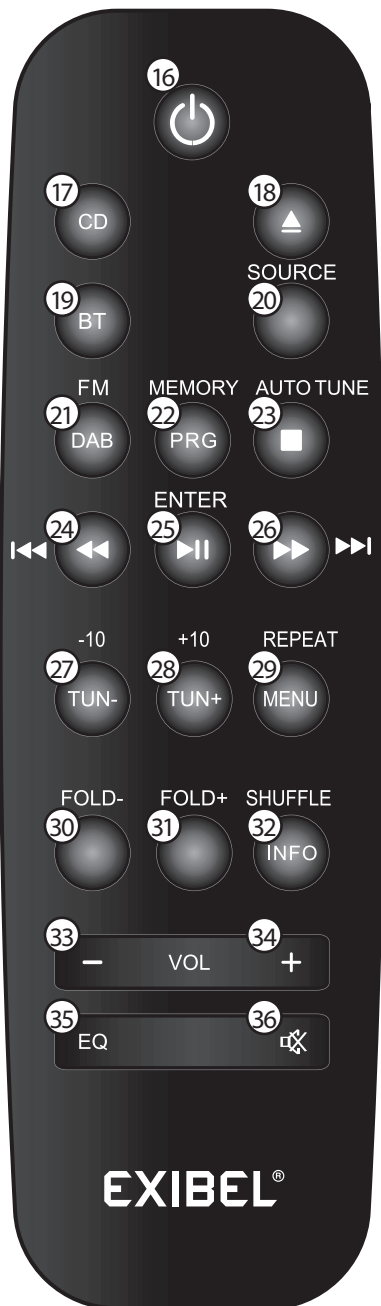 16
17 18
CD
SOURCE
19 20
BT
FM MEMORY AUTO TUNE
21 22 23
DAB PRG
ENTER
24 25 26
-10 +10 REPEAT
27 28 29
TUN- TUN+ MENU
FOLD- FOLD+ SHUFFLE
30 31 32
INFO
33 34
− VOL +
35 36
EQ
EXIBEL®